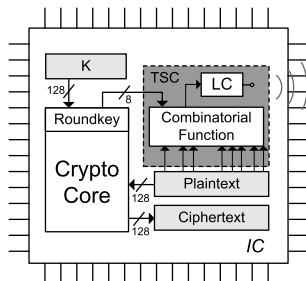 K
TSC
LC
128
8
Roundkey
Combinatorial
Function
Crypto
Core
Plaintext
128
Ciphertext
128
IC